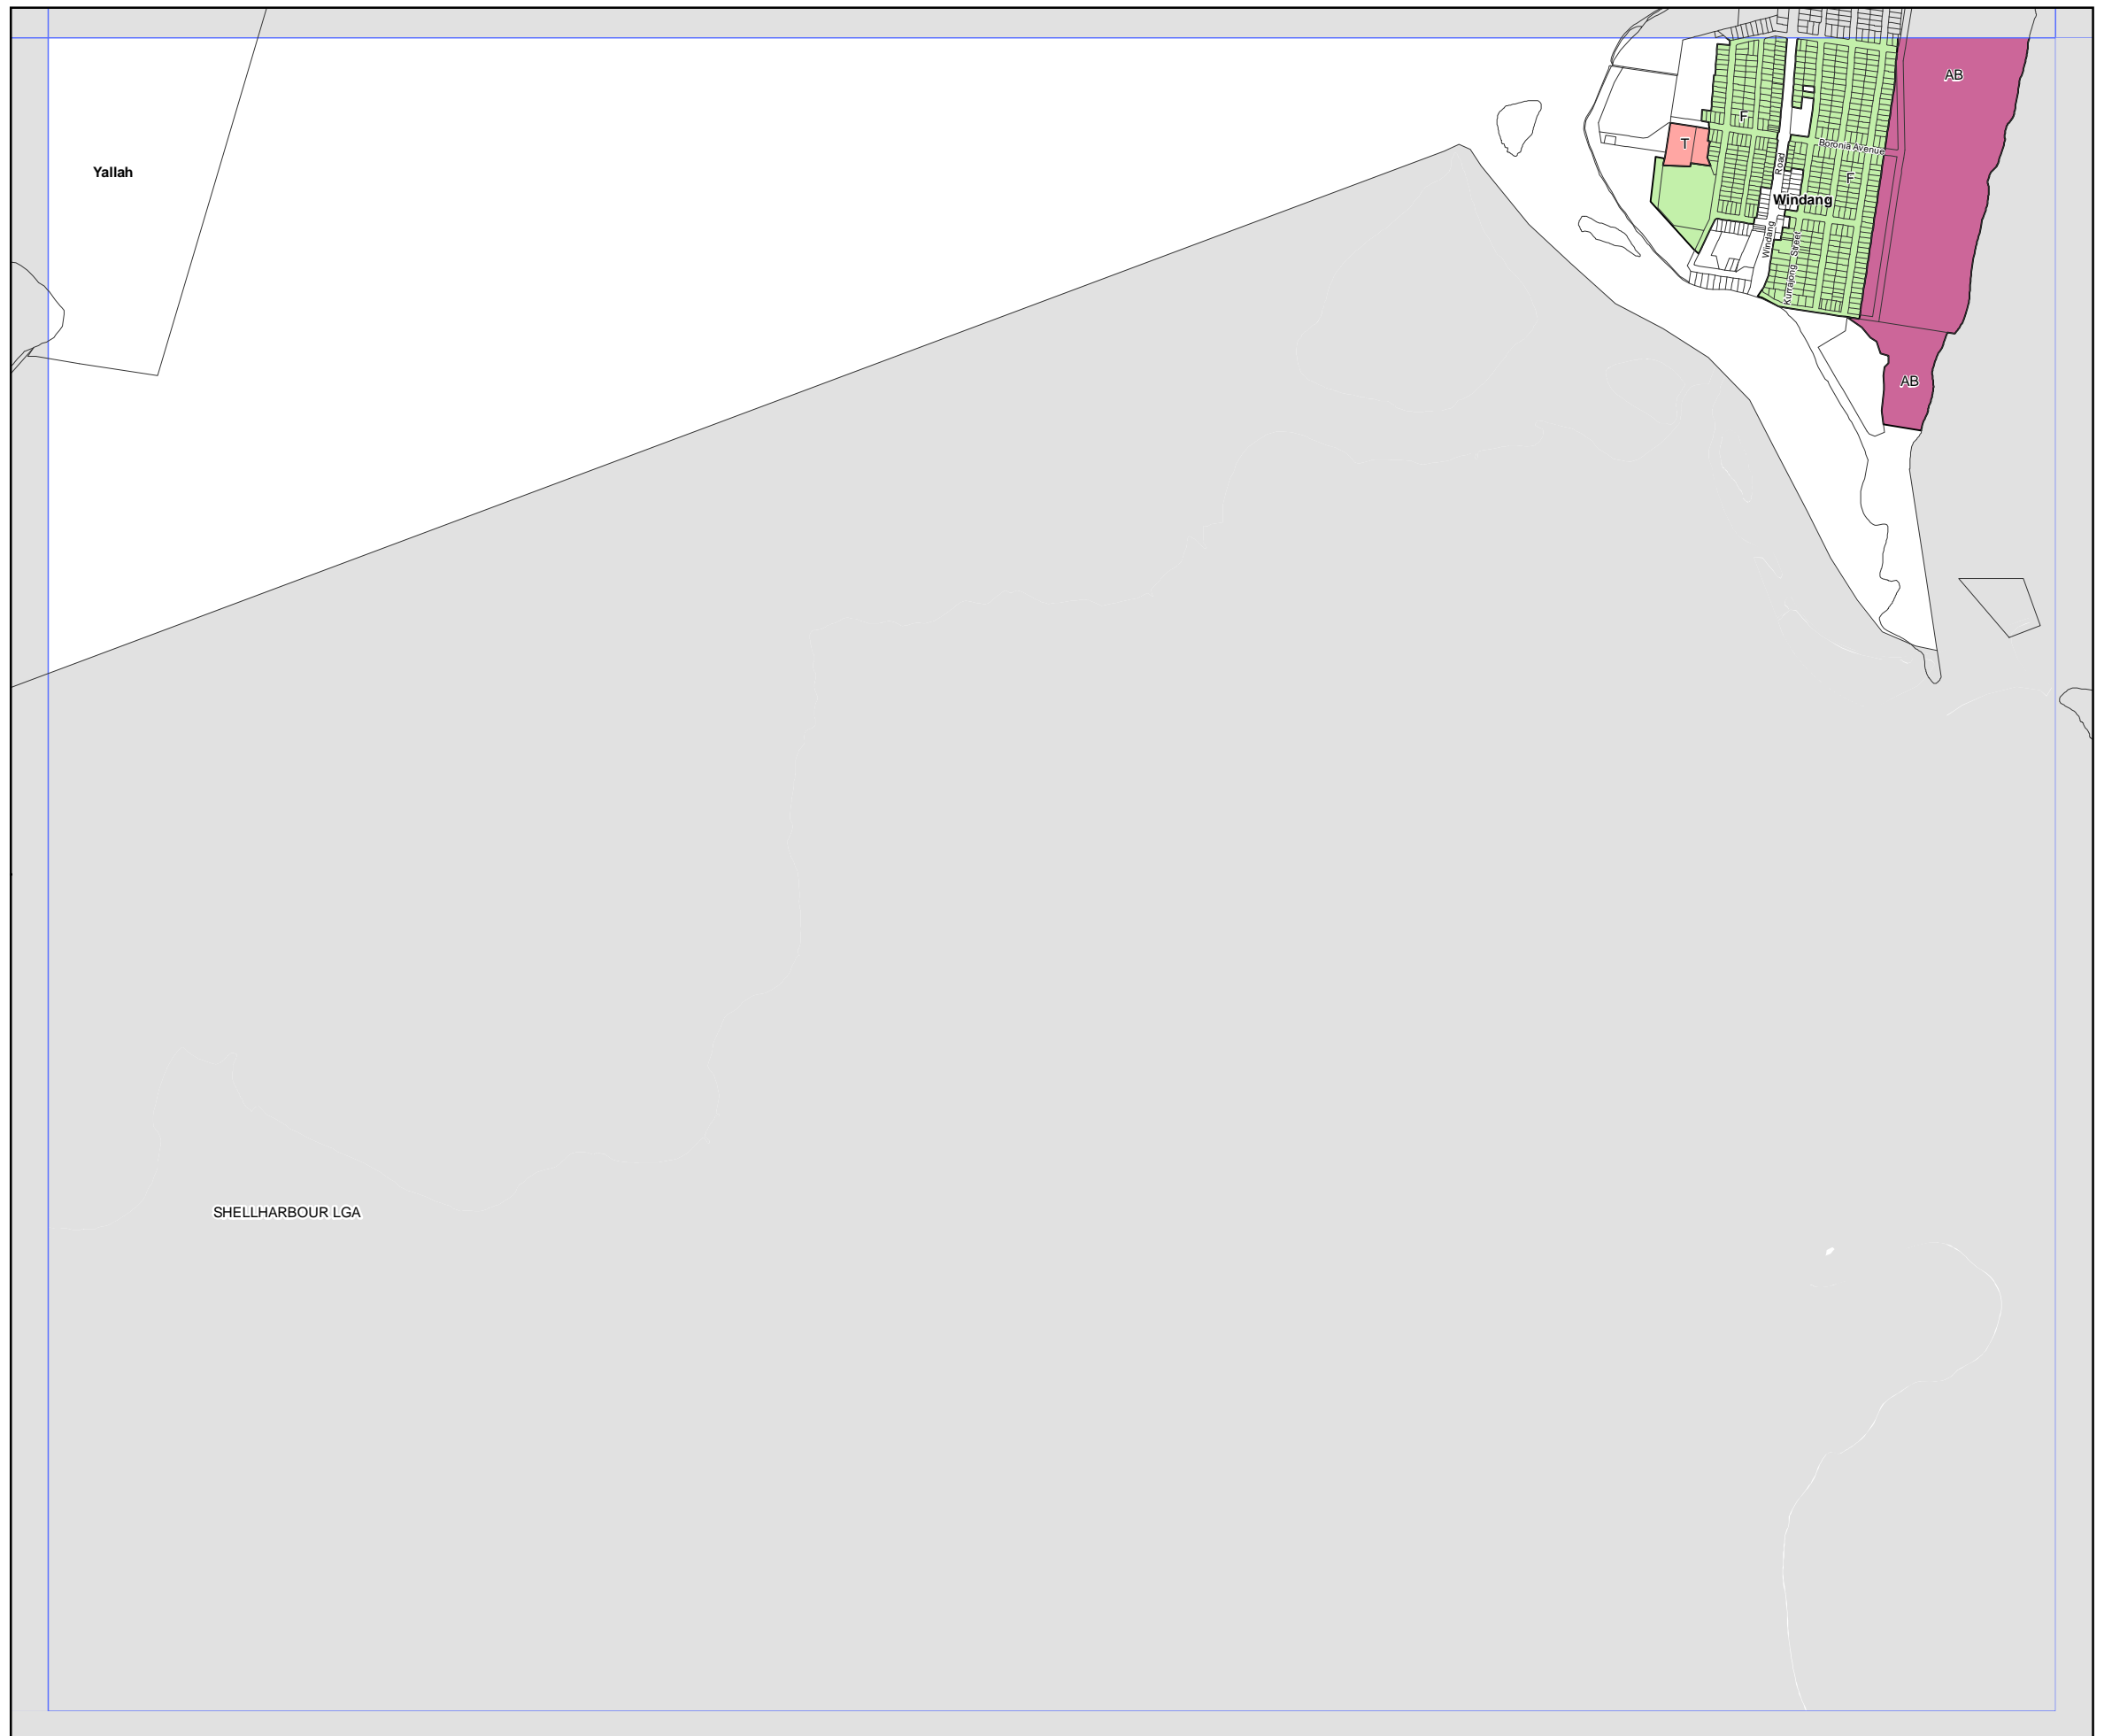 AB
Yallah
F
T
Boronia Avenue
Road
F
Windang
Windang
Kurrajong Street
AB
SHELLHARBOUR LGA